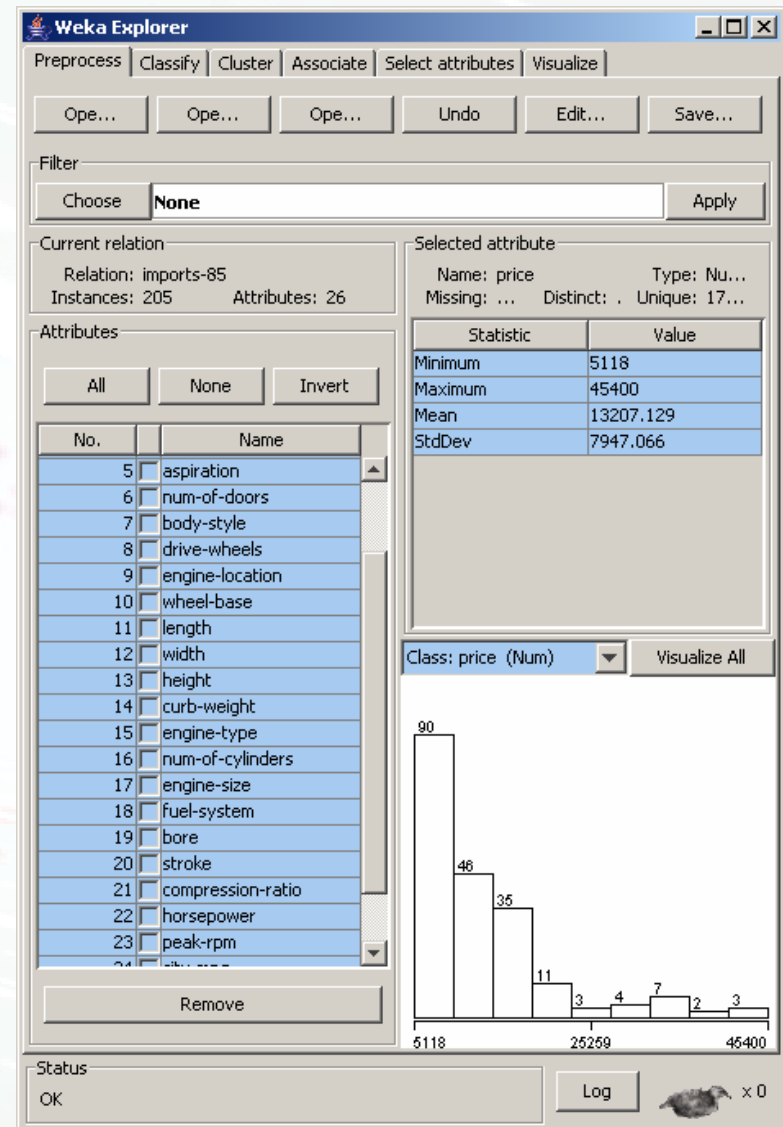 Weka Explorer
Preprocess Classify Cluster Associate Select attributes Visualize
Ope... Ope... Ope... Undo Edit... Save...
Filter
Choose None Apply
Current relation
Relation: imports-85
Instances: 205 Attributes: 26
Selected attribute
Name: price Type: Nu...
Missing: ... Distinct: . Unique: 17...
Statistic Value
Minimum 5118
Maximum 45400
Mean 13207.129
StdDev 7947.066
Attributes
All None Invert
No. Name
5 aspiration
6 num-of-doors
7 body-style
8 drive-wheels
9 engine-location
10 wheel-base
11 length
12 width
13 height
14 curb-weight
15 engine-type
16 num-of-cylinders
17 engine-size
18 fuel-system
19 bore
20 stroke
21 compression-ratio
22 horsepower
23 peak-rpm
Remove
Class: price (Num) Visualize All
90
46
35
11
3 4 7 2 3
5118 25259 45400
Status
OK
Log x 0